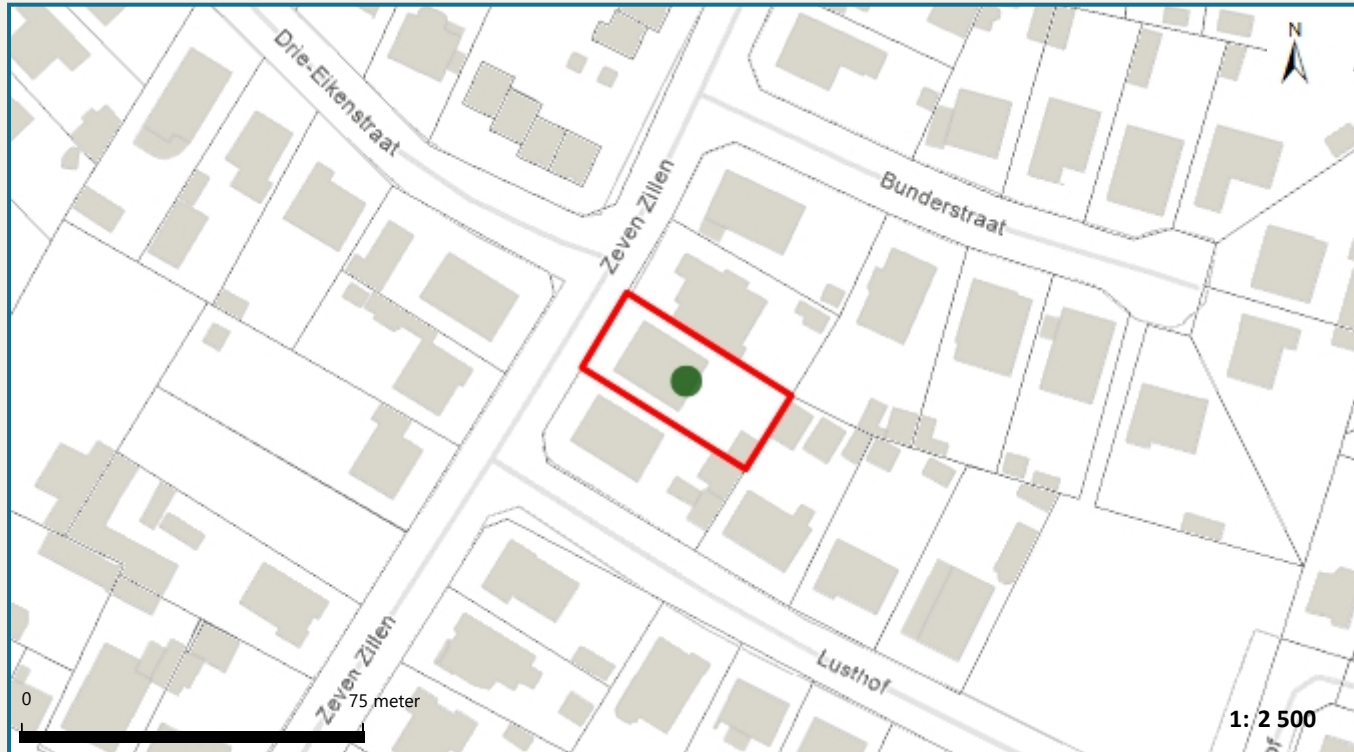 N
Drie-Eikenstraat
Zeven Zillen
Bunderstraat
Zeven Zillen
Lusthof
0
75 meter
1: 2 500